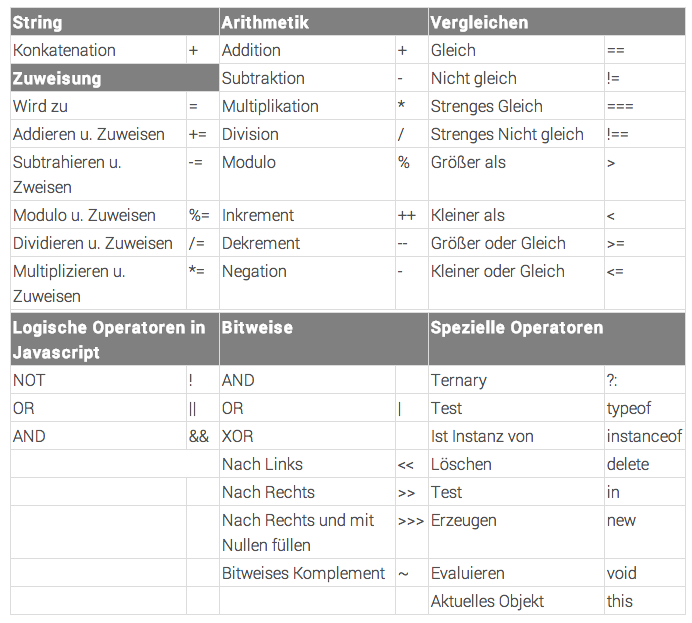 String Arithmetik Vergleichen
Konkatenation + Addition + Gleich ==
Zuweisung Subtraktion - Nicht gleich !=
Wird zu = Multiplikation * Strenges Gleich ===
Addieren u. Zuweisen += Division / Strenges Nicht gleich !==
Subtrahieren u. -= Modulo % Größer als >
Zweisen
Modulo u. Zuweisen %= Inkrement ++ Kleiner als <
Dividieren u. Zuweisen /= Dekrement -- Größer oder Gleich >=
Multiplizieren u. *= Negation - Kleiner oder Gleich <=
Zuweisen
Logische Operatoren in Bitweise Spezielle Operatoren
Javascript
NOT ! AND Ternary ?:
OR || OR | Test typeof
AND && XOR Ist Instanz von instanceof
Nach Links << Löschen delete
Nach Rechts >> Test in
Nach Rechts und mit >>> Erzeugen new
Nullen füllen
Bitweises Komplement ~ Evaluieren void
Aktuelles Objekt this